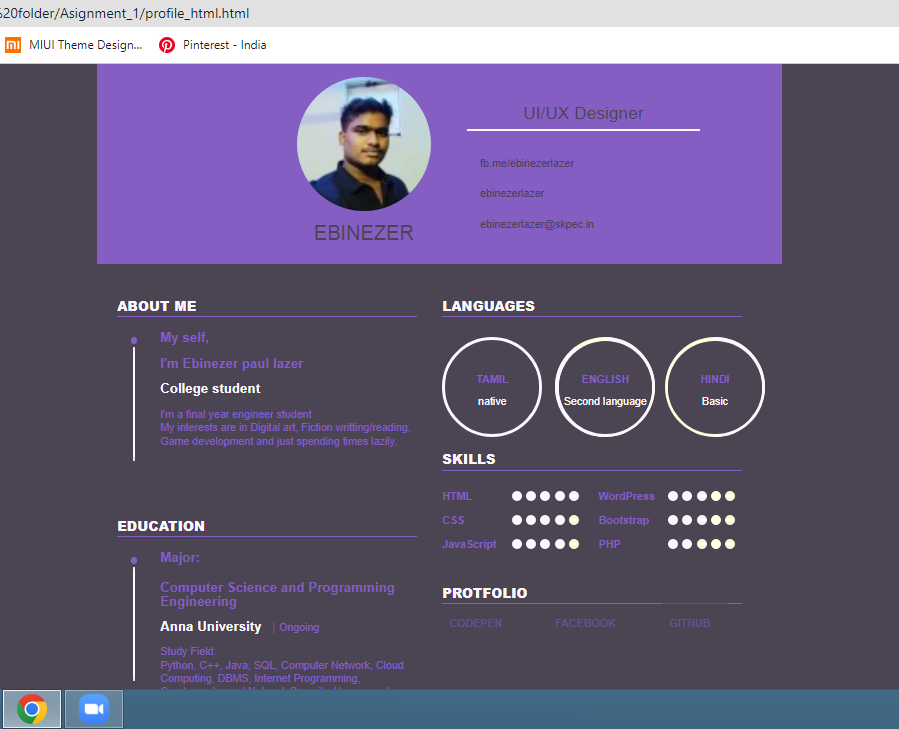 %20folder/Asignment_1/profile_html.html
MIUI Theme Design... Pinterest - India
UI/UX Designer
fb.me/ebinezerlazer
ebinezerlazer
ebinezerlazer@skpec.in
EBINEZER
ABOUT ME
My self,
I'm Ebinezer paul lazer
College student
I'm a final year engineer student
My interests are in Digital art, Fiction writting/reading,
Game development and just spending times lazily.
EDUCATION
Major:
Computer Science and Programming
Engineering
Anna University | Ongoing
Study Field:
Python, C++, Java, SQL, Computer Network, Cloud
Computing, DBMS, Internet Programming,
LANGUAGES
TAMIL
native
ENGLISH
Second language
HINDI
Basic
SKILLS
HTML WordPress
CSS Bootstrap
JavaScript PHP
PROTFOLIO
CODEPEN FACEBOOK GITHUB